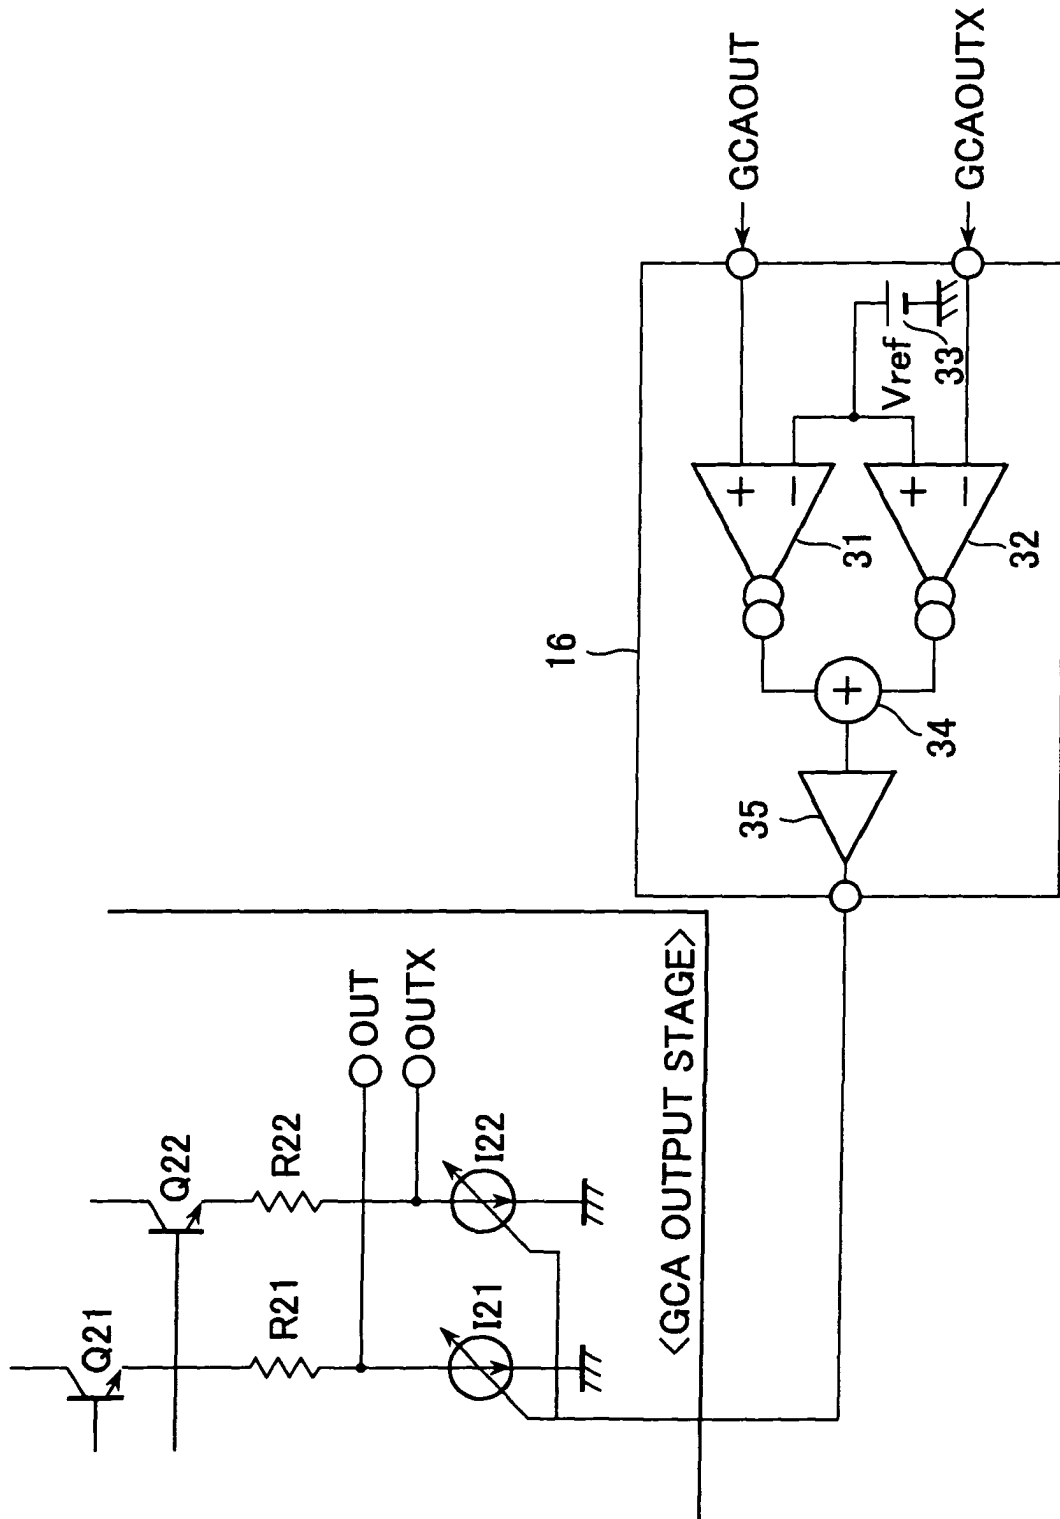 Q21
Q22
R21
R22
OUT
OUTX
I21
I22
<GCA OUTPUT STAGE>
16
35
34
31
32
+
+
−
+
−
Vref
33
GCAOUT
GCAOUTX